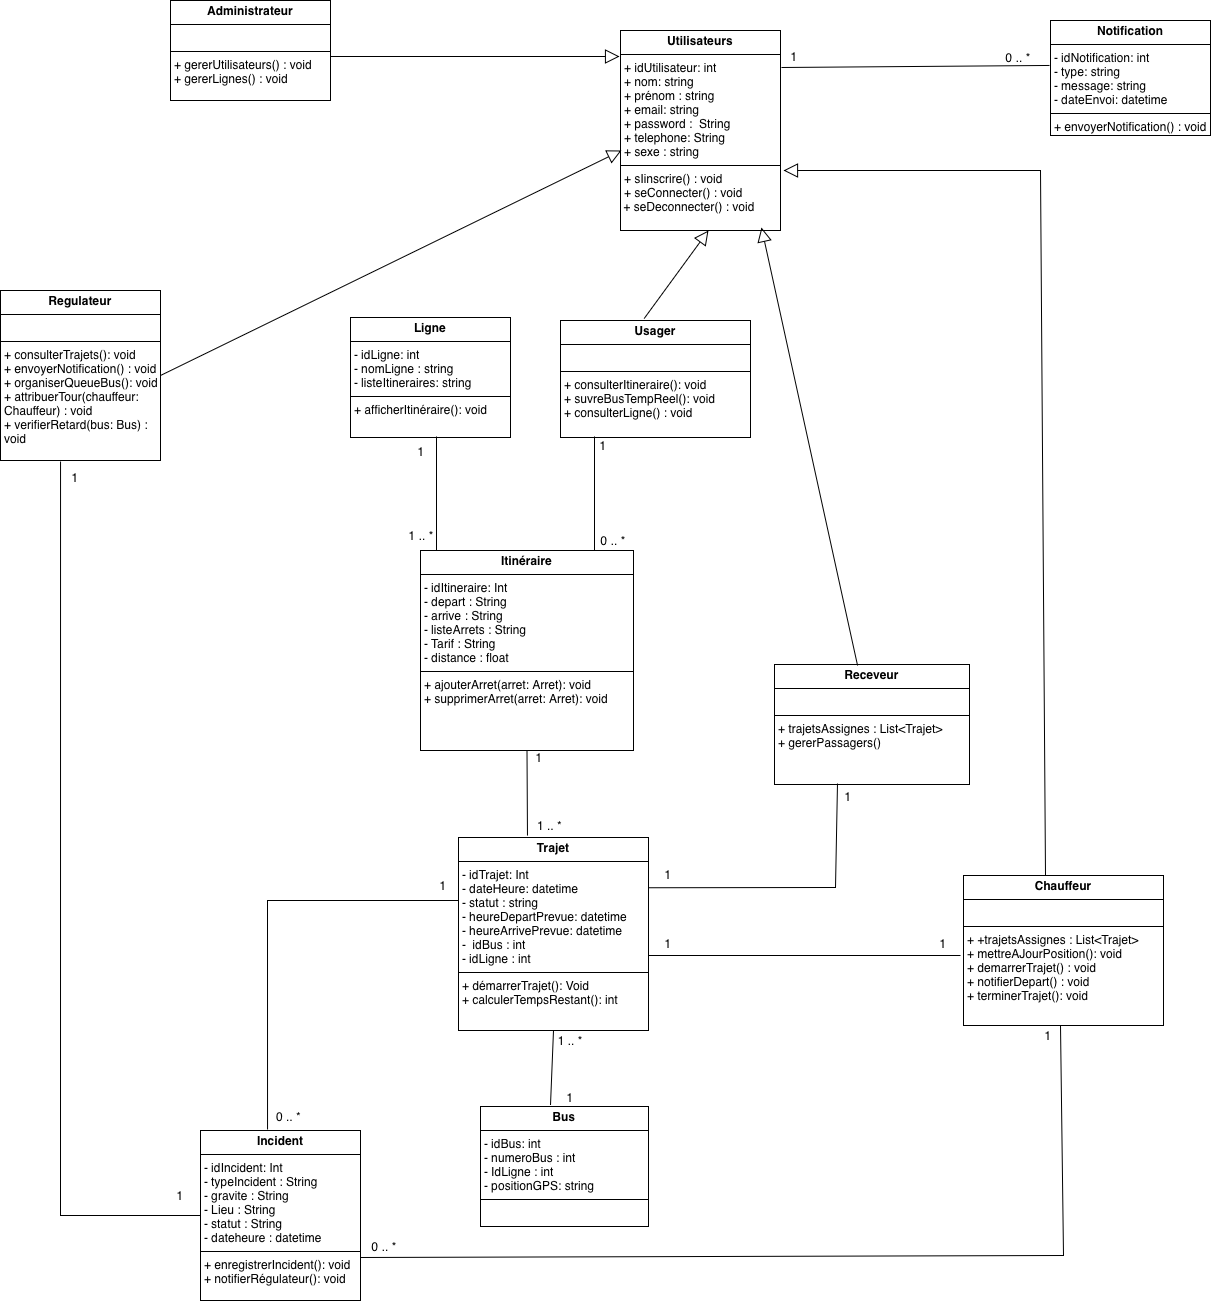 Administrateur
+ gererUtilisateurs() : void
+ gererLignes() : void
Utilisateurs
+ idUtilisateur: int
+ nom: string
+ prénom : string
+ email: string
+ password :  String
+ telephone: String
+ sexe : string
+ sIinscrire() : void
+ seConnecter() : void
+ seDeconnecter() : void
1
0 .. *
Notification
- idNotification: int
- type: string
- message: string
- dateEnvoi: datetime
+ envoyerNotification() : void
Regulateur
+ consulterTrajets(): void
+ envoyerNotification() : void
+ organiserQueueBus(): void
+ attribuerTour(chauffeur:
Chauffeur) : void
+ verifierRetard(bus: Bus) :
void
1
Ligne
- idLigne: int
- nomLigne : string
- listeItineraires: string
+ afficherItinéraire(): void
1
1 .. *
Usager
+ consulterItineraire(): void
+ suvreBusTempReel(): void
+ consulterLigne() : void
1
0 .. *
Itinéraire
- idItineraire: Int
- depart : String
- arrive : String
- listeArrets : String
- Tarif : String
- distance : float
+ ajouterArret(arret: Arret): void
+ supprimerArret(arret: Arret): void
1
1 .. *
Receveur
+ trajetsAssignes : List<Trajet>
+ gererPassagers()
1
1
Trajet
- idTrajet: Int
- dateHeure: datetime
- statut : string
- heureDepartPrevue: datetime
- heureArrivePrevue: datetime
-  idBus : int
- idLigne : int
+ démarrerTrajet(): Void
+ calculerTempsRestant(): int
1
1
1
Chauffeur
+ +trajetsAssignes : List<Trajet>
+ mettreAJourPosition(): void
+ demarrerTrajet() : void
+ notifierDepart() : void
+ terminerTrajet(): void
1
1 .. *
1
Bus
- idBus: int
- numeroBus : int
- IdLigne : int
- positionGPS: string
0 .. *
Incident
- idIncident: Int
- typeIncident : String
- gravite : String
- Lieu : String
- statut : String
- dateheure : datetime
+ enregistrerIncident(): void
+ notifierRégulateur(): void
1
0 .. *